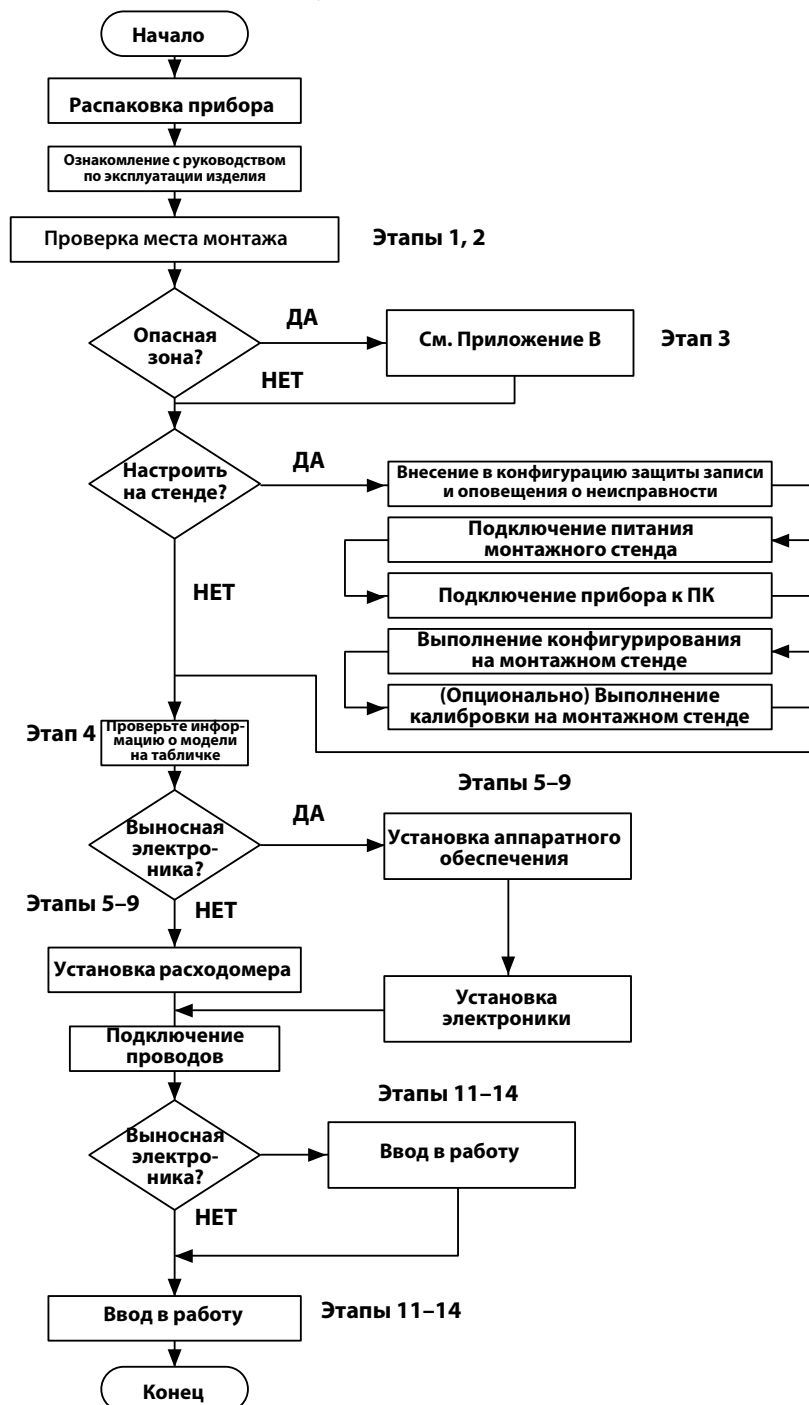 Начало
Распаковка прибора
Ознакомление с руководством
по эксплуатации изделия
Проверка места монтажа
Этапы 1, 2
Опасная
зона?
ДА
См. Приложение В
Этап 3
НЕТ
Настроить
на стенде?
ДА
Внесение в конфигурацию защиты записи
и оповещения о неисправности
Подключение питания
монтажного стенда
Подключение прибора к ПК
НЕТ
Выполнение конфигурирования
на монтажном стенде
(Опционально) Выполнение
калибровки на монтажном стенде
Этап 4
Проверьте инфор-
мацию о модели
на табличке
Этапы 5–9
Выносная
электро-
ника?
ДА
Установка аппаратного
обеспечения
Этапы 5–9
НЕТ
Установка расходомера
Установка
электроники
Подключение
проводов
Этапы 11–14
Выносная
электро-
ника?
Ввод в работу
НЕТ
Ввод в работу
Этапы 11–14
Конец